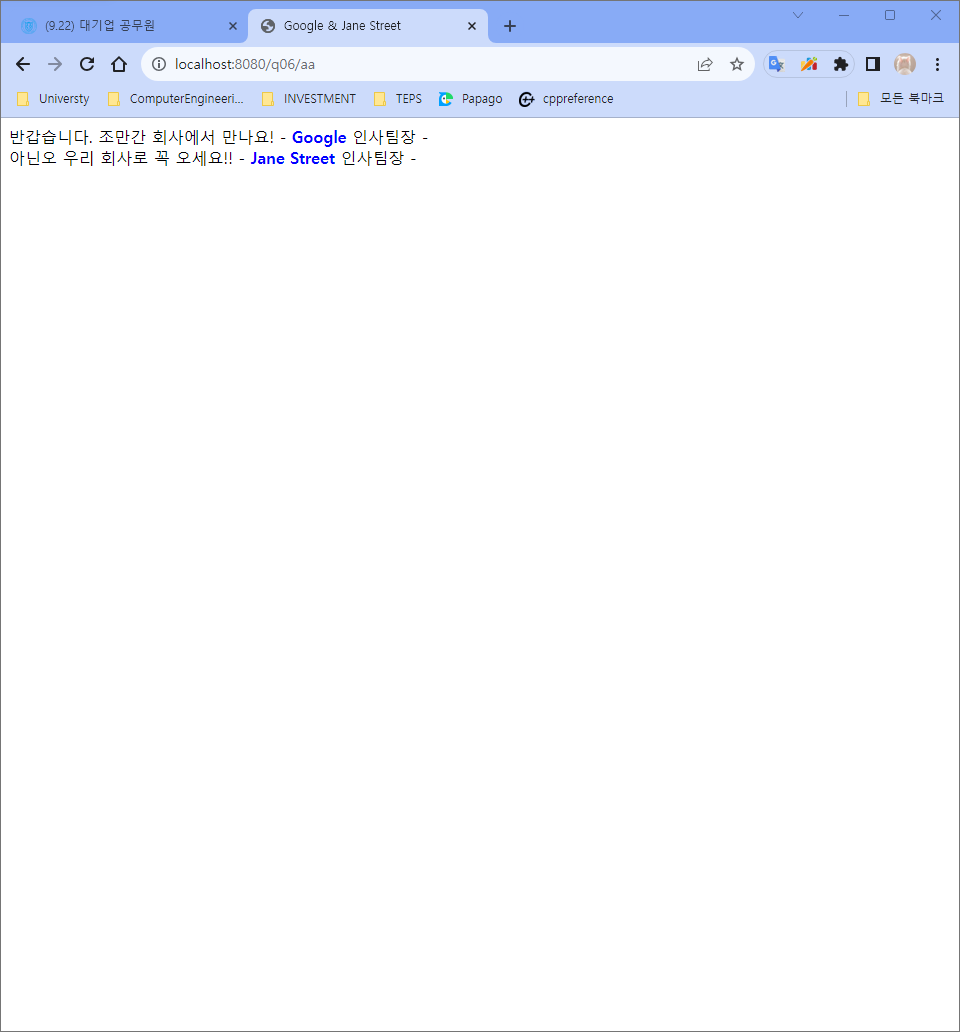 (9.22) 대기업 공무원
Google & Jane Street
localhost:8080/q06/aa
Universty
ComputerEngineeri...
INVESTMENT
TEPS
Papago
cppreference
모든 북마크
반갑습니다. 조만간 회사에서 만나요! - Google 인사팀장 -
아닌오 우리 회사로 꼭 오세요!! - Jane Street 인사팀장 -